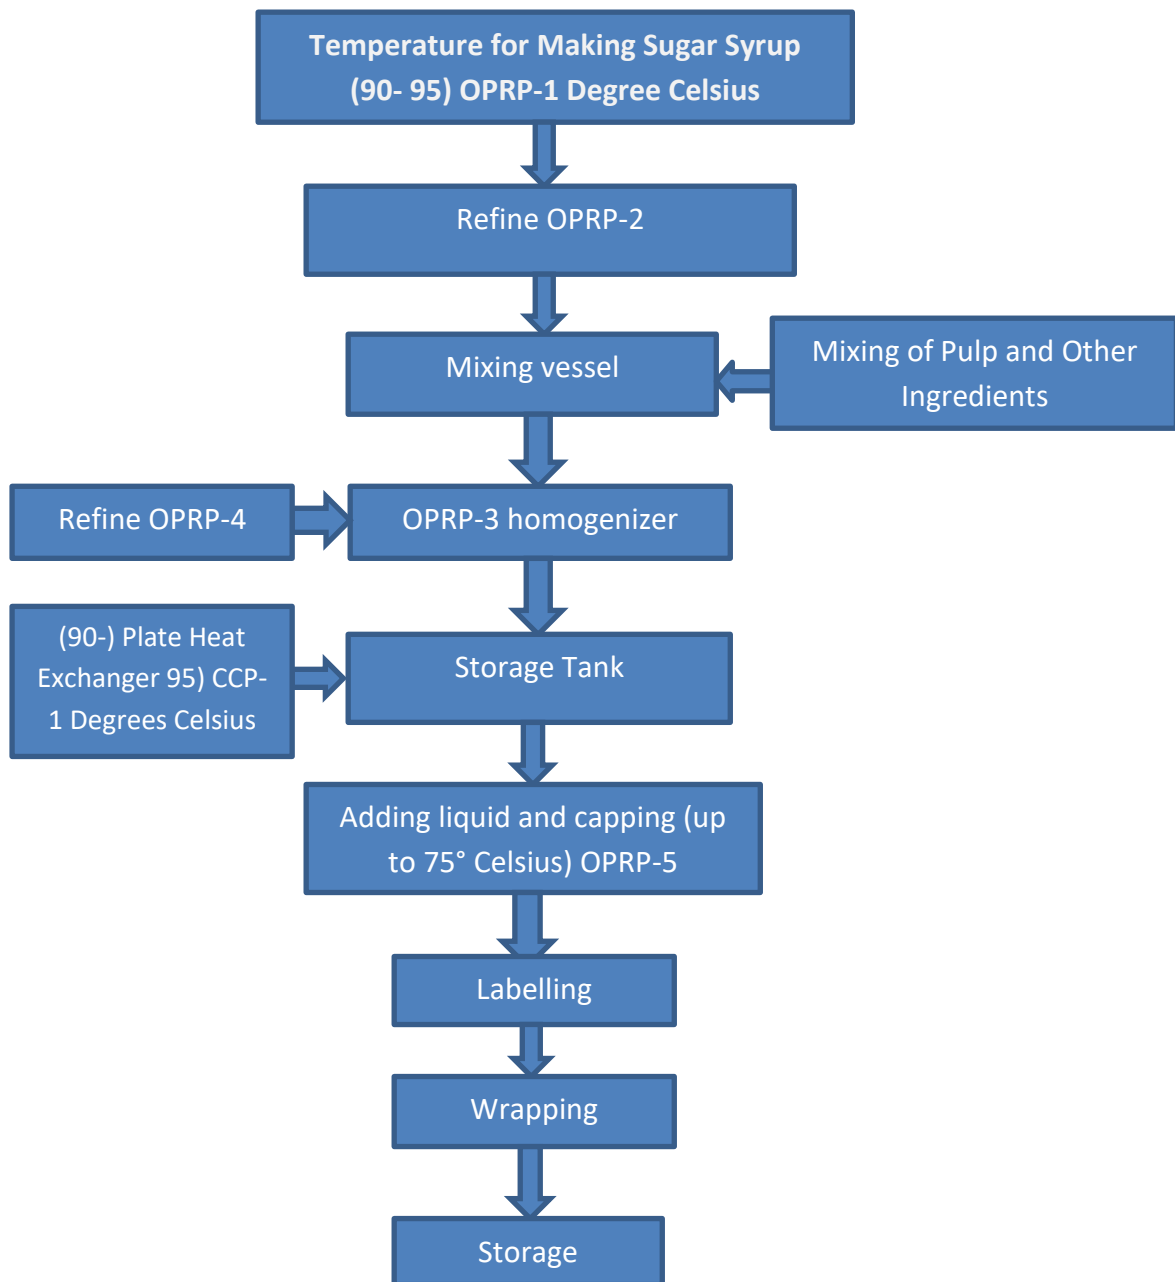 Temperature for Making Sugar Syrup
(90- 95) OPRP-1 Degree Celsius
Refine OPRP-2
Mixing vessel
Mixing of Pulp and Other
Ingredients
Refine OPRP-4
OPRP-3 homogenizer
(90-) Plate Heat
Exchanger 95) CCP-
1 Degrees Celsius
Storage Tank
Adding liquid and capping (up
to 75° Celsius) OPRP-5
Labelling
Wrapping
Storage